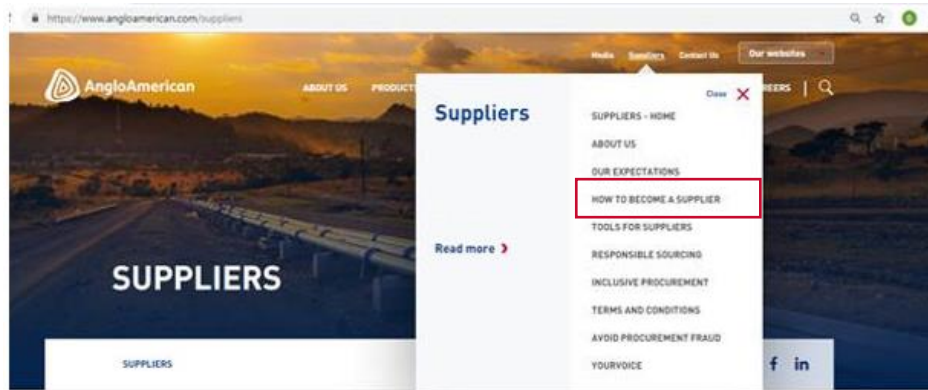 https://www.angloamerican.com/suppliers
Media Suppliers Contact Us Our websites
AngloAmerican
ABOUT US PRODUCT
Close
Suppliers
SUPPLIERS - HOME
ABOUT US
OUR EXPECTATIONS
HOW TO BECOME A SUPPLIER
TOOLS FOR SUPPLIERS
Read more
RESPONSIBLE SOURCING
SUPPLIERS
INCLUSIVE PROCUREMENT
TERMS AND CONDITIONS
AVOID PROCUREMENT FRAUD
SUPPLIERS
YOURVOICE
f in